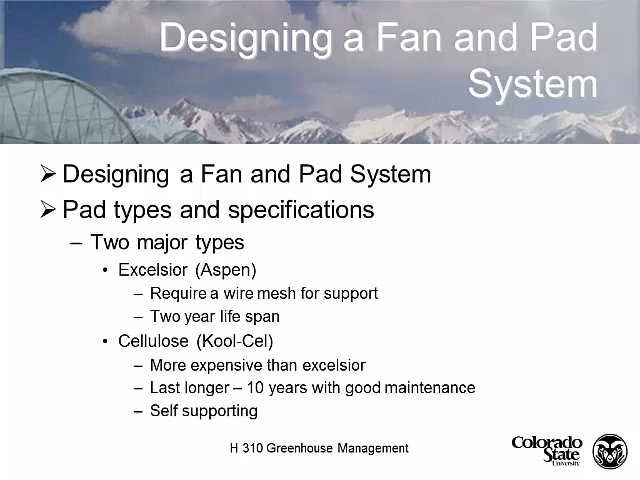 Designing a Fan and Pad
System
➢ Designing a Fan and Pad System
➢ Pad types and specifications
– Two major types
• Excelsior (Aspen)
– Require a wire mesh for support
– Two year life span
• Cellulose (Kool-Cel)
– More expensive than excelsior
– Last longer – 10 years with good maintenance
– Self supporting
H 310 Greenhouse Management
Colorado
State
University